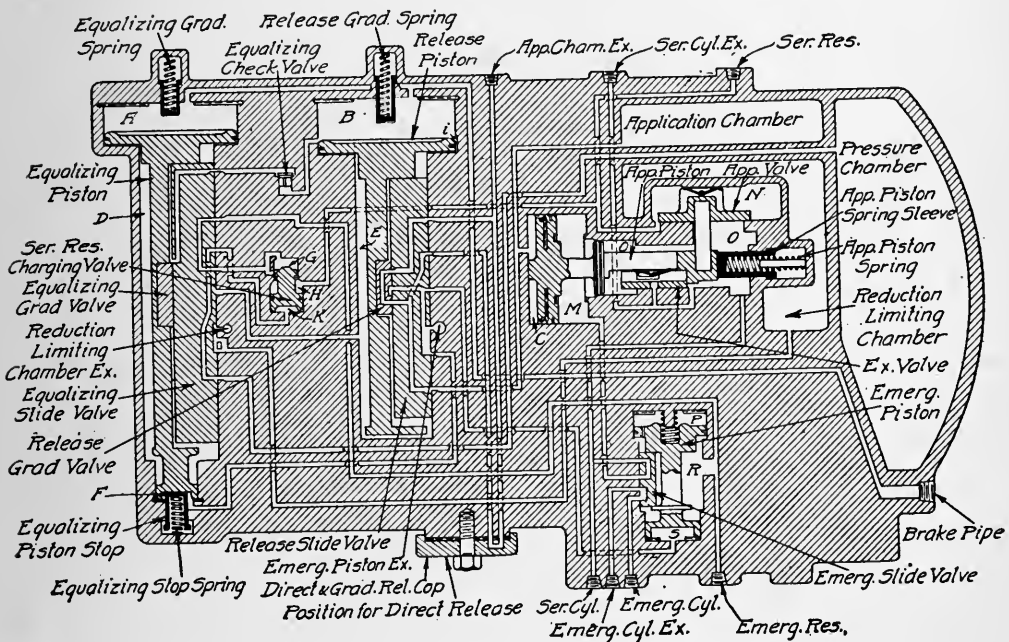 Equalizing Grad.
Spring
Release Grad. Spring
Equalizing
Check Valve
Release
Piston
App. Cham. Ex.
Ser. Cyl. Ex.
Ser. Res.
A
B
i
Application Chamber
Pressure
Chamber
Equalizing
Piston
App. Piston
App. Valve
N
App. Piston
Spring Sleeve
D
E
O
O
App. Piston
Spring
Ser. Res.
Charging Valve
G
H
K
M
C
Equalizing
Grad Valve
Reduction
Limiting
Chamber Ex.
Reduction
Limiting
Chamber
Ex. Valve
Equalizing
Slide Valve
Emerg.
Piston
P
R
S
Release
Grad Valve
F
Equalizing
Piston Stop
Equalizing Stop Spring
Release Slide Valve
Emerg. Piston Ex.
Direct & Grad. Rel. Cap
Position for Direct Release
Brake Pipe
Emerg. Slide Valve
Ser. Cyl.
Emerg. Cyl.
Emerg. Cyl. Ex.
Emerg. Res.